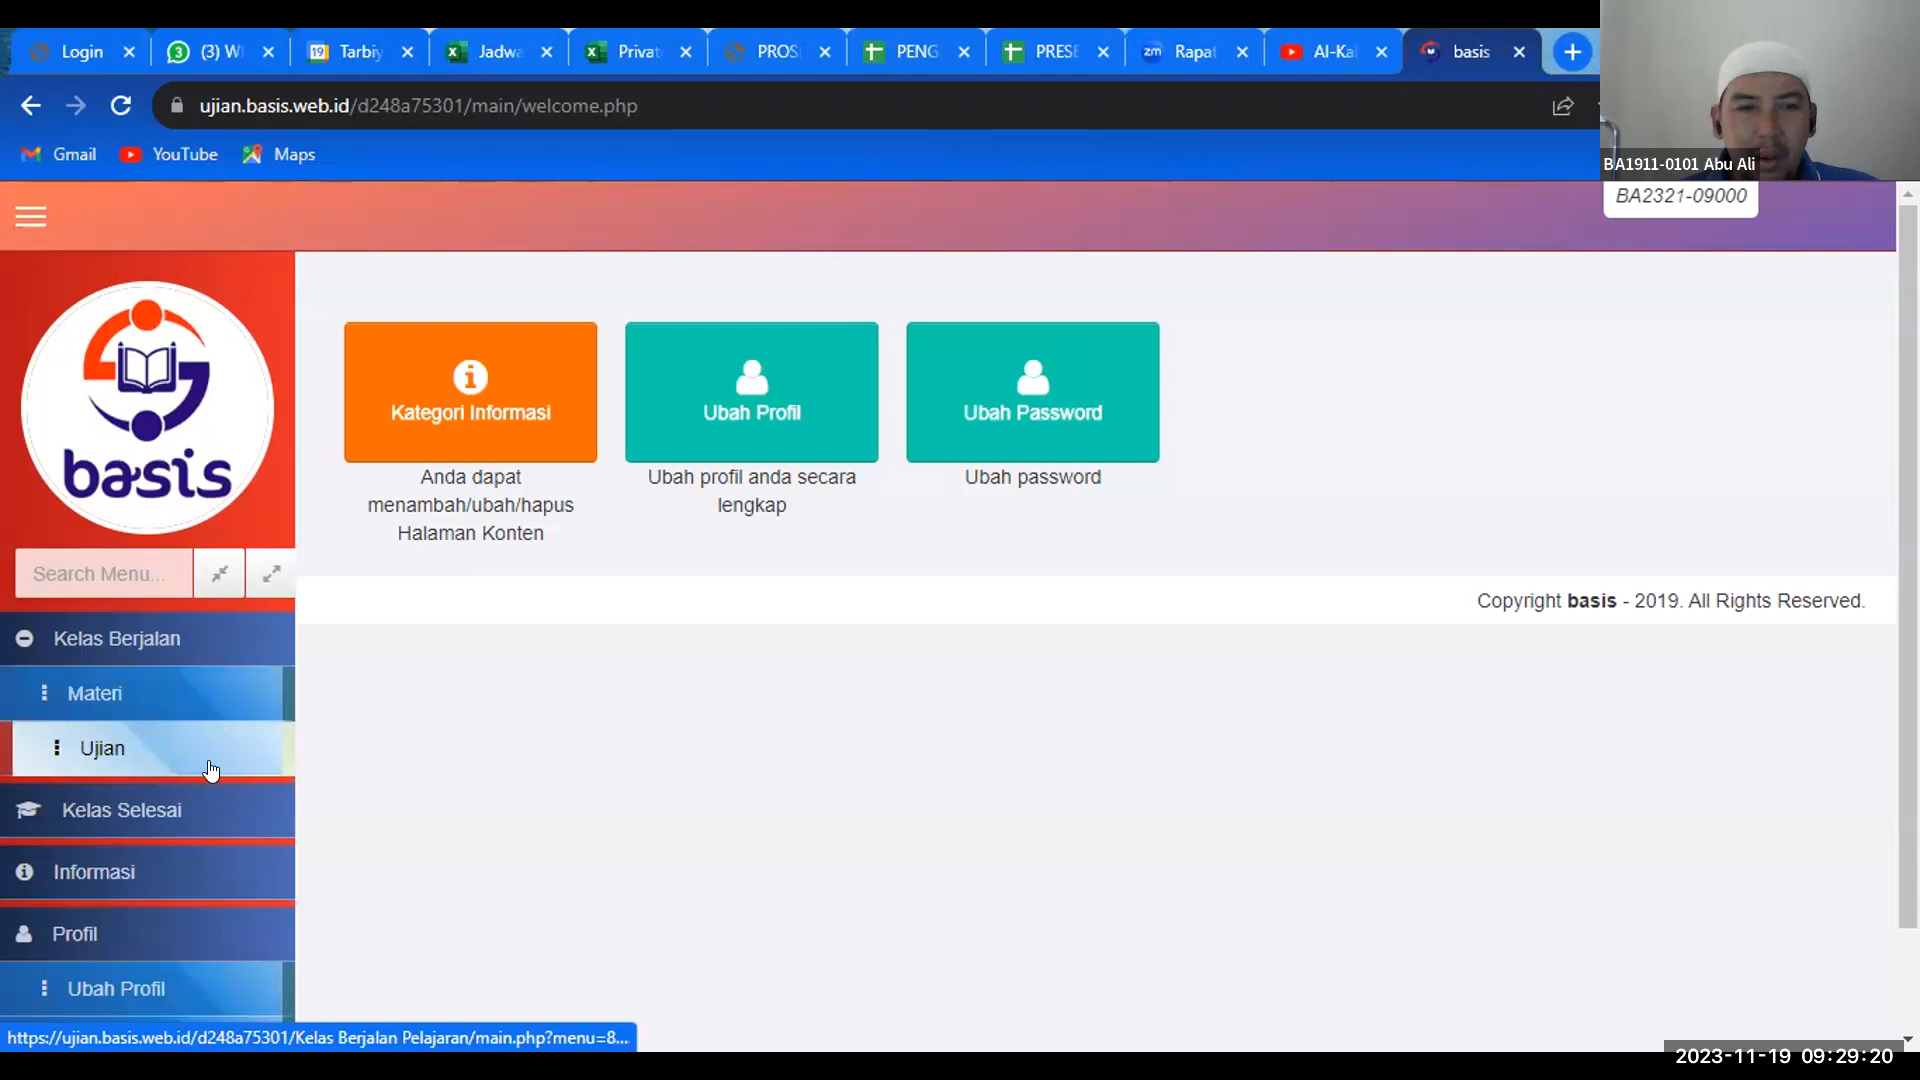 Login
(3) W
Tarbiy
Jadwa
Privat
PROS
PENG
PRESE
zm Rapat
Al-Ka
basis
ujian.basis.web.id/d248a75301/main/welcome.php
Gmail
YouTube
Maps
BA1911-0101 Abu Ali
BA2321-09000
basis
Search Menu...
Kelas Berjalan
Materi
Ujian
Kelas Selesai
Informasi
Profil
Ubah Profil
Kategori Informasi
Anda dapat
menambah/ubah/hapus
Halaman Konten
Ubah Profil
Ubah profil anda secara
lengkap
Ubah Password
Ubah password
Copyright basis - 2019. All Rights Reserved.
https://ujian.basis.web.id/d248a75301/Kelas Berjalan Pelajaran/main.php?menu=8...
2023-11-19 09:29:20